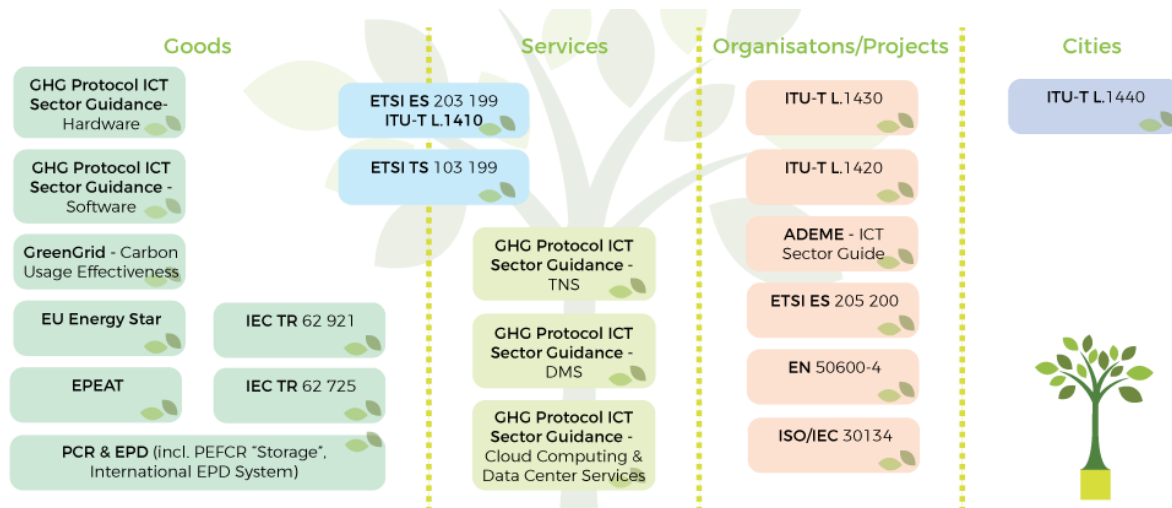 Goods
GHG Protocol ICT
Sector Guidance-
Hardware
GHG Protocol ICT
Sector Guidance -
Software
GreenGrid - Carbon
Usage Effectiveness
EU Energy Star
IEC TR 62 921
EPEAT
IEC TR 62 725
PCR & EPD (incl. PEFCR “Storage”,
International EPD System)
ETSI ES 203 199
ITU-T L.1410
ETSI TS 103 199
Services
GHG Protocol ICT
Sector Guidance -
TNS
GHG Protocol ICT
Sector Guidance -
DMS
GHG Protocol ICT
Sector Guidance -
Cloud Computing &
Data Center Services
Organisatons/Projects
ITU-T L.1430
ITU-T L.1420
ADEME - ICT
Sector Guide
ETSI ES 205 200
EN 50600-4
ISO/IEC 30134
Cities
ITU-T L.1440